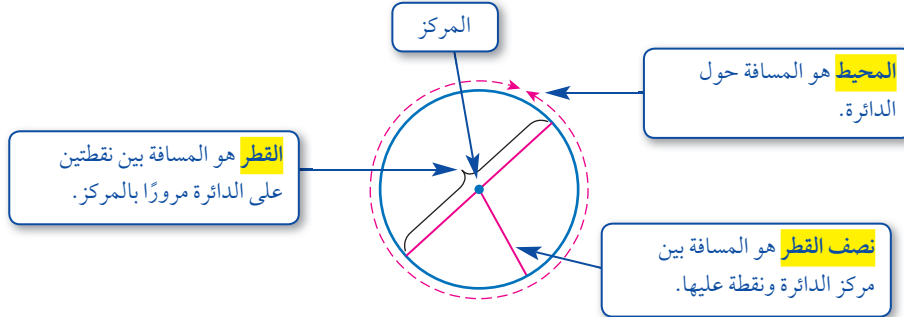 المركز
المحيط هو المسافة حول
الدائرة.
القطر هو المسافة بين نقطتين
على الدائرة مرورًا بالمركز.
نصف القطر هو المسافة بين
مركز الدائرة ونقطة عليها.